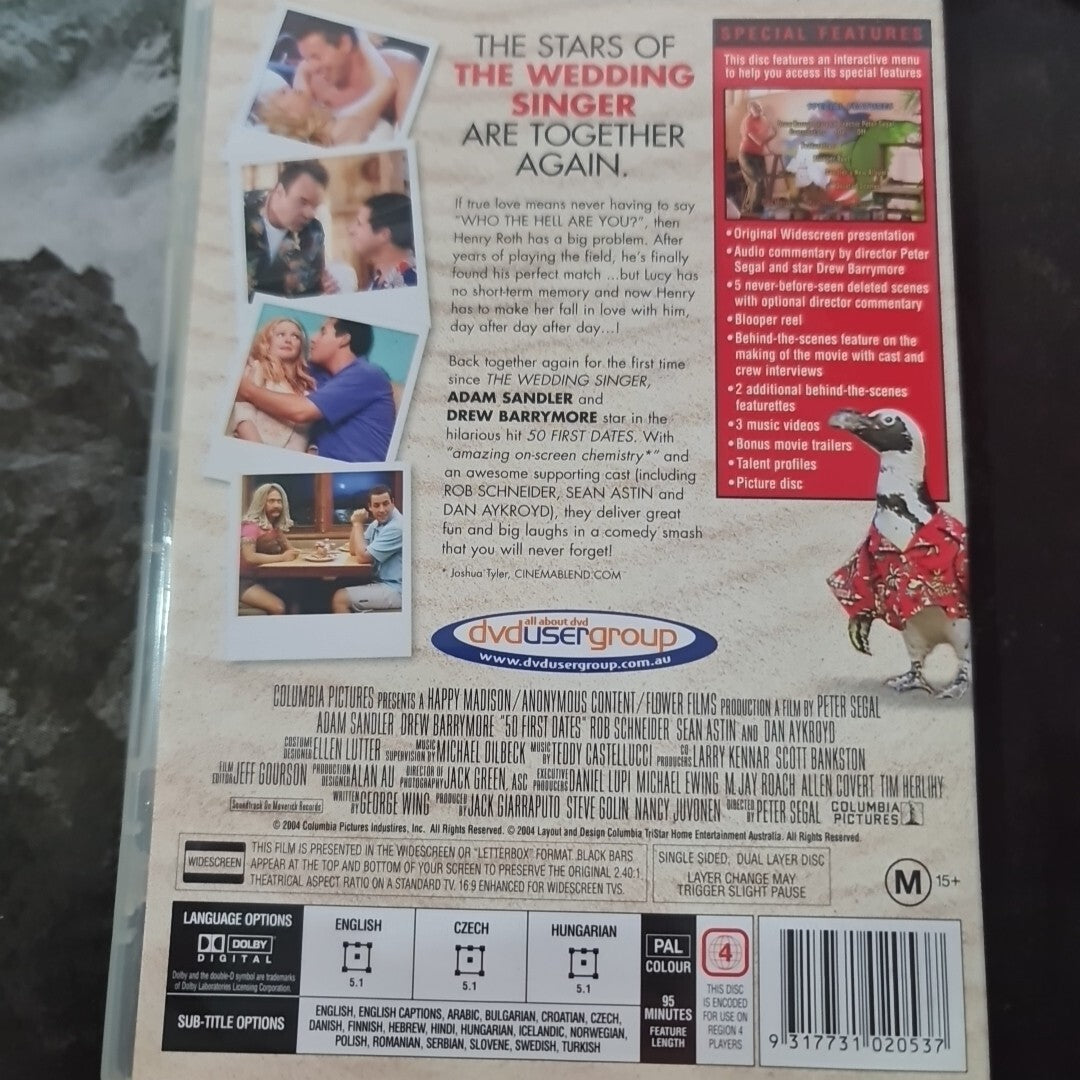 THE STARS OF
THE WEDDING
SINGER
ARE TOGETHER
AGAIN.
If true love means never having to say
"WHO THE HELL ARE YOU?", then
Henry Roth has a big problem. After
years of playing the field, he's finally
found his perfect match ...but Lucy has
no short-term memory and now Henry
has to make her fall in love with him,
day after day after day...!
Back together again for the first time
since THE WEDDING SINGER,
ADAM SANDLER and
DREW BARRYMORE star in the
hilarious hit 50 FIRST DATES. With
"amazing on-screen chemistry*" and
an awesome supporting cast (including
ROB SCHNEIDER, SEAN ASTIN and
DAN AYKROYD), they deliver great
fun and big laughs in a comedy smash
that you will never forget!
* Joshua Tyler, CINEMABLEND.COM
SPECIAL FEATURES
This disc features an interactive menu
to help you access its special features
SPECIAL FEATURES
• Original Widescreen presentation
• Audio commentary by director Peter
Segal and star Drew Barrymore
• 5 never-before-seen deleted scenes
with optional director commentary
• Blooper reel
• Behind-the-scenes feature on the
making of the movie with cast and
crew interviews
• 2 additional behind-the-scenes
featurettes
• 3 music videos
• Bonus movie trailers
• Talent profiles
• Picture disc
all about dvd
dvdusergroup
www.dvdusergroup.com.au
COLUMBIA PICTURES PRESENTS A HAPPY MADISON/ANONYMOUS CONTENT/FLOWER FILMS PRODUCTION A FILM BY PETER SEGAL
ADAM SANDLER DREW BARRYMORE "50 FIRST DATES" ROB SCHNEIDER SEAN ASTIN AND DAN AYKROYD
COSTUME DESIGNER ELLEN LUTTER MUSIC SUPERVISION BY MICHAEL DILBECK MUSIC BY TEDDY CASTELLUCCI CO PRODUCERS LARRY KENNAR SCOTT BANKSTON
FILM EDITOR JEFF GOURSON PRODUCTION DESIGNER ALAN AU DIRECTOR OF PHOTOGRAPHY JACK GREEN, ASC EXECUTIVE PRODUCERS DANIEL LUPI MICHAEL EWING M. JAY ROACH ALLEN COVERT TIM HERLIHY
Soundtrack On Maverick Records WRITTEN BY GEORGE WING PRODUCED BY JACK GIARRAPUTO STEVE GOLIN NANCY JUVONEN DIRECTED BY PETER SEGAL COLUMBIA PICTURES
© 2004 Columbia Pictures Industires, Inc. All Rights Reserved. © 2004 Layout and Design Columbia TriStar Home Entertainment Australia. All Rights Reserved.
WIDESCREEN
THIS FILM IS PRESENTED IN THE WIDESCREEN OR "LETTERBOX" FORMAT. BLACK BARS
APPEAR AT THE TOP AND BOTTOM OF YOUR SCREEN TO PRESERVE THE ORIGINAL 2.40:1
THEATRICAL ASPECT RATIO ON A STANDARD TV. 16:9 ENHANCED FOR WIDESCREEN TVS.
SINGLE SIDED; DUAL LAYER DISC
LAYER CHANGE MAY
TRIGGER SLIGHT PAUSE
M 15+
LANGUAGE OPTIONS
DOLBY
DIGITAL
Dolby and the double-D symbol are trademarks
of Dolby Laboratories Licensing Corporation.
ENGLISH
5.1
CZECH
5.1
HUNGARIAN
5.1
SUB-TITLE OPTIONS
ENGLISH, ENGLISH CAPTIONS, ARABIC, BULGARIAN, CROATIAN, CZECH,
DANISH, FINNISH, HEBREW, HINDI, HUNGARIAN, ICELANDIC, NORWEGIAN,
POLISH, ROMANIAN, SERBIAN, SLOVENE, SWEDISH, TURKISH
PAL
COLOUR
95
MINUTES
FEATURE
LENGTH
4
THIS DISC
IS ENCODED
FOR USE ON
REGION 4
PLAYERS
9 317731 020537